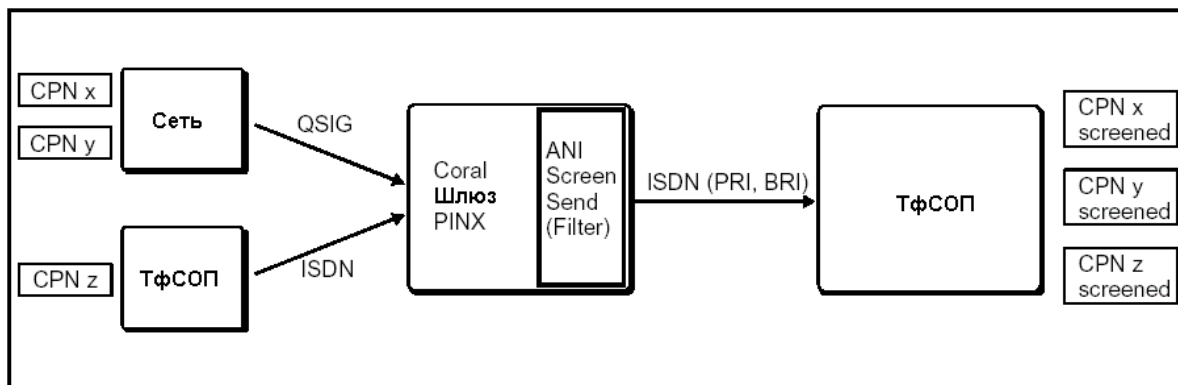 CPN x
CPN y
Сеть
QSIG
CPN z
ТфСОП
ISDN
Coral
Шлюз
PINX
ANI
Screen
Send
(Filter)
ISDN (PRI, BRI)
ТфСОП
CPN x
screened
CPN y
screened
CPN z
screened